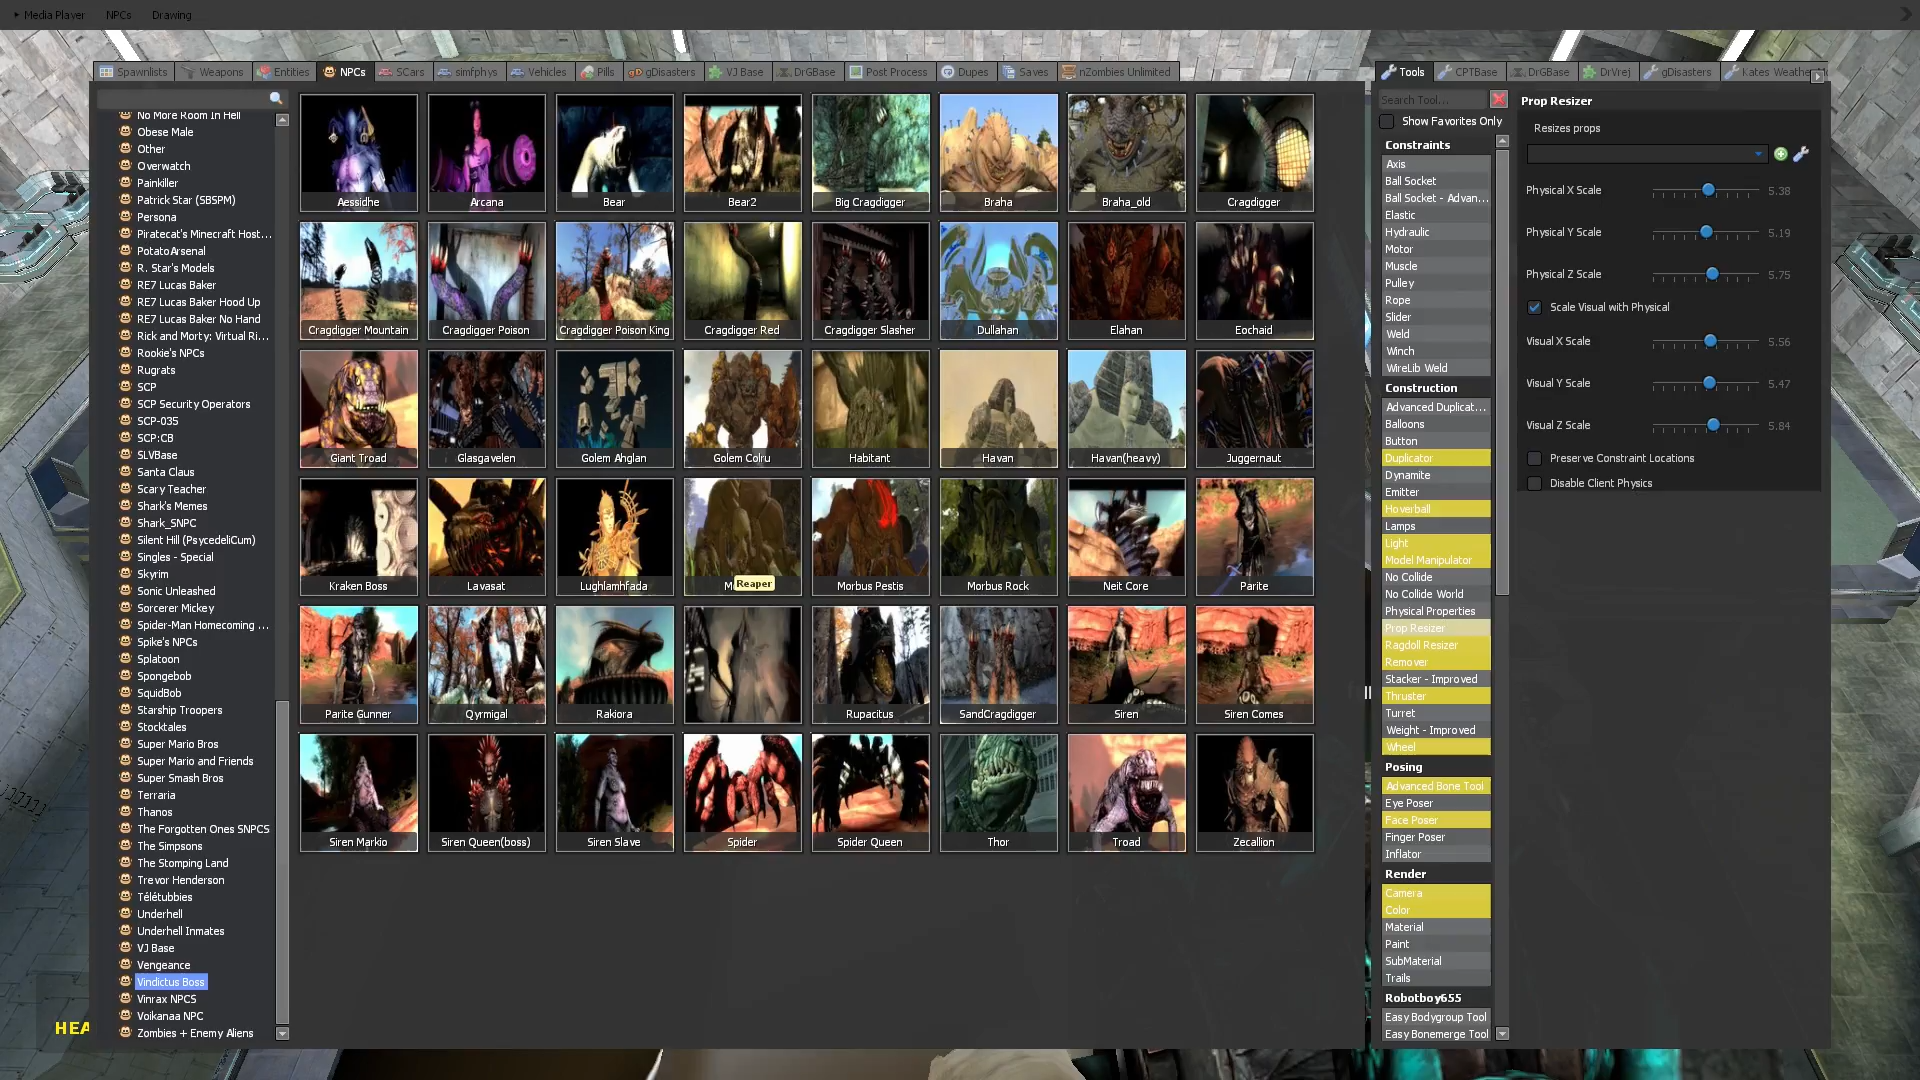 Media Player
NPCs
Drawing
Spawnlists
Weapons
Entities
NPCs
SCars
simfphys
Vehicles
Pills
gDisasters
VJ Base
DrGBase
Post Process
Dupes
Saves
nZombies Unlimited
Tools
CPTBase
DrGBase
DrVrej
gDisasters
No More Room In Hell
Obese Male
Other
Overwatch
Painkiller
Patrick Star (SBSPM)
Persona
Piratecat's Minecraft Host...
PotatoArsenal
R. Star's Models
RE7 Lucas Baker
RE7 Lucas Baker Hood Up
RE7 Lucas Baker No Hand
Rick and Morty: Virtual Ri...
Rookie's NPCs
Rugrats
SCP
SCP Security Operators
SCP-035
SCP:CB
SLVBase
Santa Claus
Scary Teacher
Shark's Memes
Shark_SNPC
Silent Hill (PsycedeliCum)
Singles - Special
Skyrim
Sonic Unleashed
Sorcerer Mickey
Spider-Man Homecoming ...
Spike's NPCs
Splatoon
Spongebob
SquidBob
Starship Troopers
Stocktales
Super Mario Bros
Super Mario and Friends
Super Smash Bros
Terraria
Thanos
The Forgotten Ones SNPCS
The Simpsons
The Stomping Land
Trevor Henderson
Télétubbies
Underhell
Underhell Inmates
VJ Base
Vengeance
Vindictus Boss
Vinrax NPCS
Voikanaa NPC
Zombies + Enemy Aliens
HEA
Aessidhe
Arcana
Bear
Bear2
Big Cragdigger
Braha
Braha_old
Cragdigger
Cragdigger Mountain
Cragdigger Poison
Cragdigger Poison King
Cragdigger Red
Cragdigger Slasher
Dullahan
Elahan
Eochaid
Giant Troad
Glasgavelen
Golem Ahglan
Golem Colru
Habitant
Havan
Havan(heavy)
Juggernaut
Kraken Boss
Lavasat
Lughlamhfada
Reaper
Morbus Pestis
Morbus Rock
Neit Core
Parite
Parite Gunner
Qyrmigal
Rakiora
Rupacitus
SandCragdigger
Siren
Siren Comes
Siren Markio
Siren Queen(boss)
Siren Slave
Spider
Spider Queen
Thor
Troad
Zecallion
Search Tool...
Show Favorites Only
Constraints
Axis
Ball Socket
Ball Socket - Advan...
Elastic
Hydraulic
Motor
Muscle
Pulley
Rope
Slider
Weld
Winch
WireLib Weld
Construction
Advanced Duplicat...
Balloons
Button
Duplicator
Dynamite
Emitter
Hoverball
Lamps
Light
Model Manipulator
No Collide
No Collide World
Physical Properties
Prop Resizer
Ragdoll Resizer
Remover
Stacker - Improved
Thruster
Turret
Weight - Improved
Wheel
Posing
Advanced Bone Tool
Eye Poser
Face Poser
Finger Poser
Inflator
Render
Camera
Color
Material
Paint
SubMaterial
Trails
Robotboy655
Easy Bodygroup Tool
Easy Bonemerge Tool
Prop Resizer
Resizes props
Physical X Scale 5.38
Physical Y Scale 5.19
Physical Z Scale 5.75
Scale Visual with Physical
Visual X Scale 5.56
Visual Y Scale 5.47
Visual Z Scale 5.84
Preserve Constraint Locations
Disable Client Physics